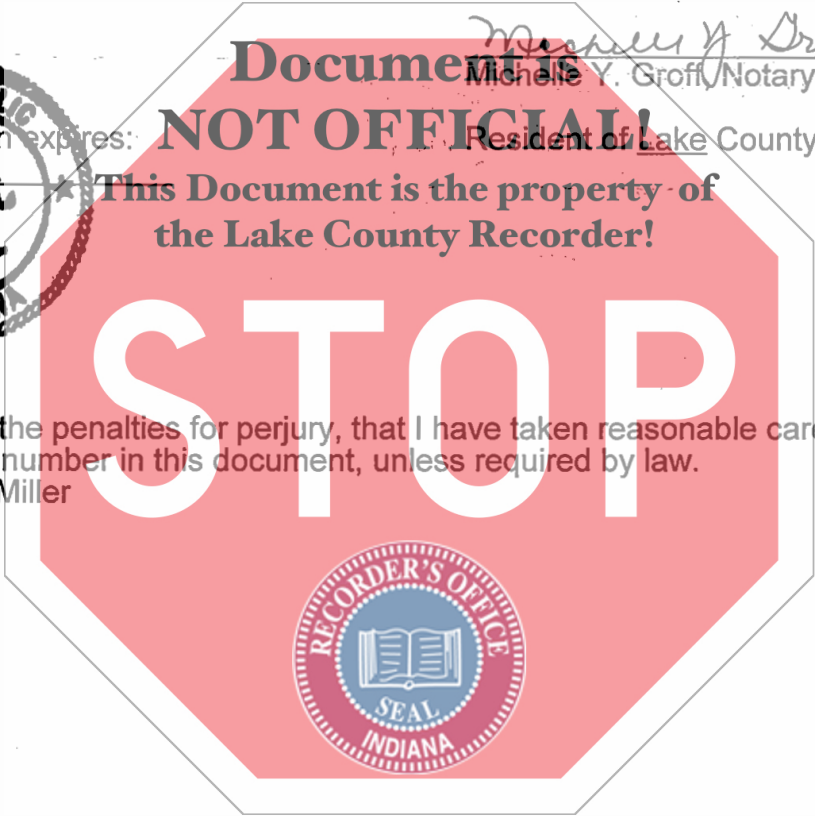 Document is
Michelle Y. Groff, Notary
expires:
NOT OFFICIAL!
Resident of Lake County
This Document is the property of
the Lake County Recorder!
STOP
the penalties for perjury, that I have taken reasonable care
number in this document, unless required by law.
Miller
RECORDER'S OFFICE
SEAL
INDIANA